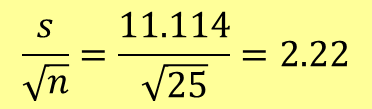 s/√n = 11.114/√25 = 2.22